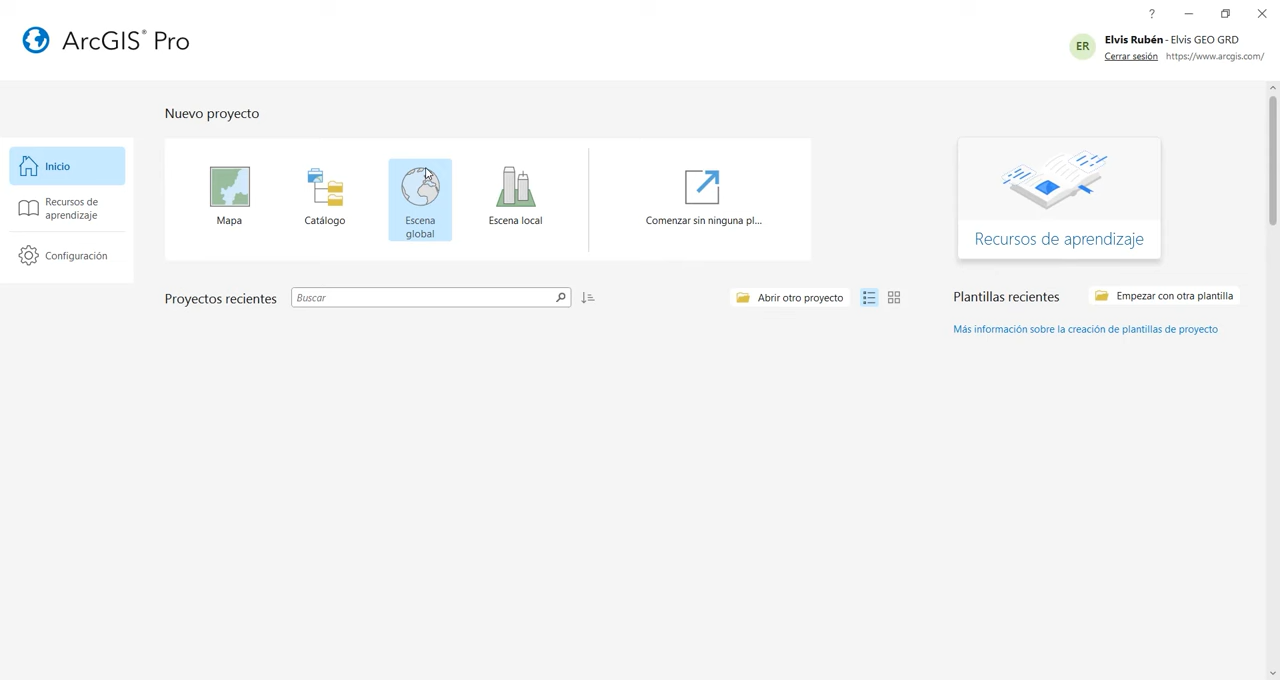 ?
ArcGIS® Pro
ER
Elvis Rubén - Elvis GEO GRD
Cerrar sesión https://www.arcgis.com/
Nuevo proyecto
Inicio
Recursos de
aprendizaje
Configuración
Mapa
Catálogo
Escena
global
Escena local
Comenzar sin ninguna pl...
Recursos de aprendizaje
Proyectos recientes
Buscar
Abrir otro proyecto
Plantillas recientes
Empezar con otra plantilla
Más información sobre la creación de plantillas de proyecto